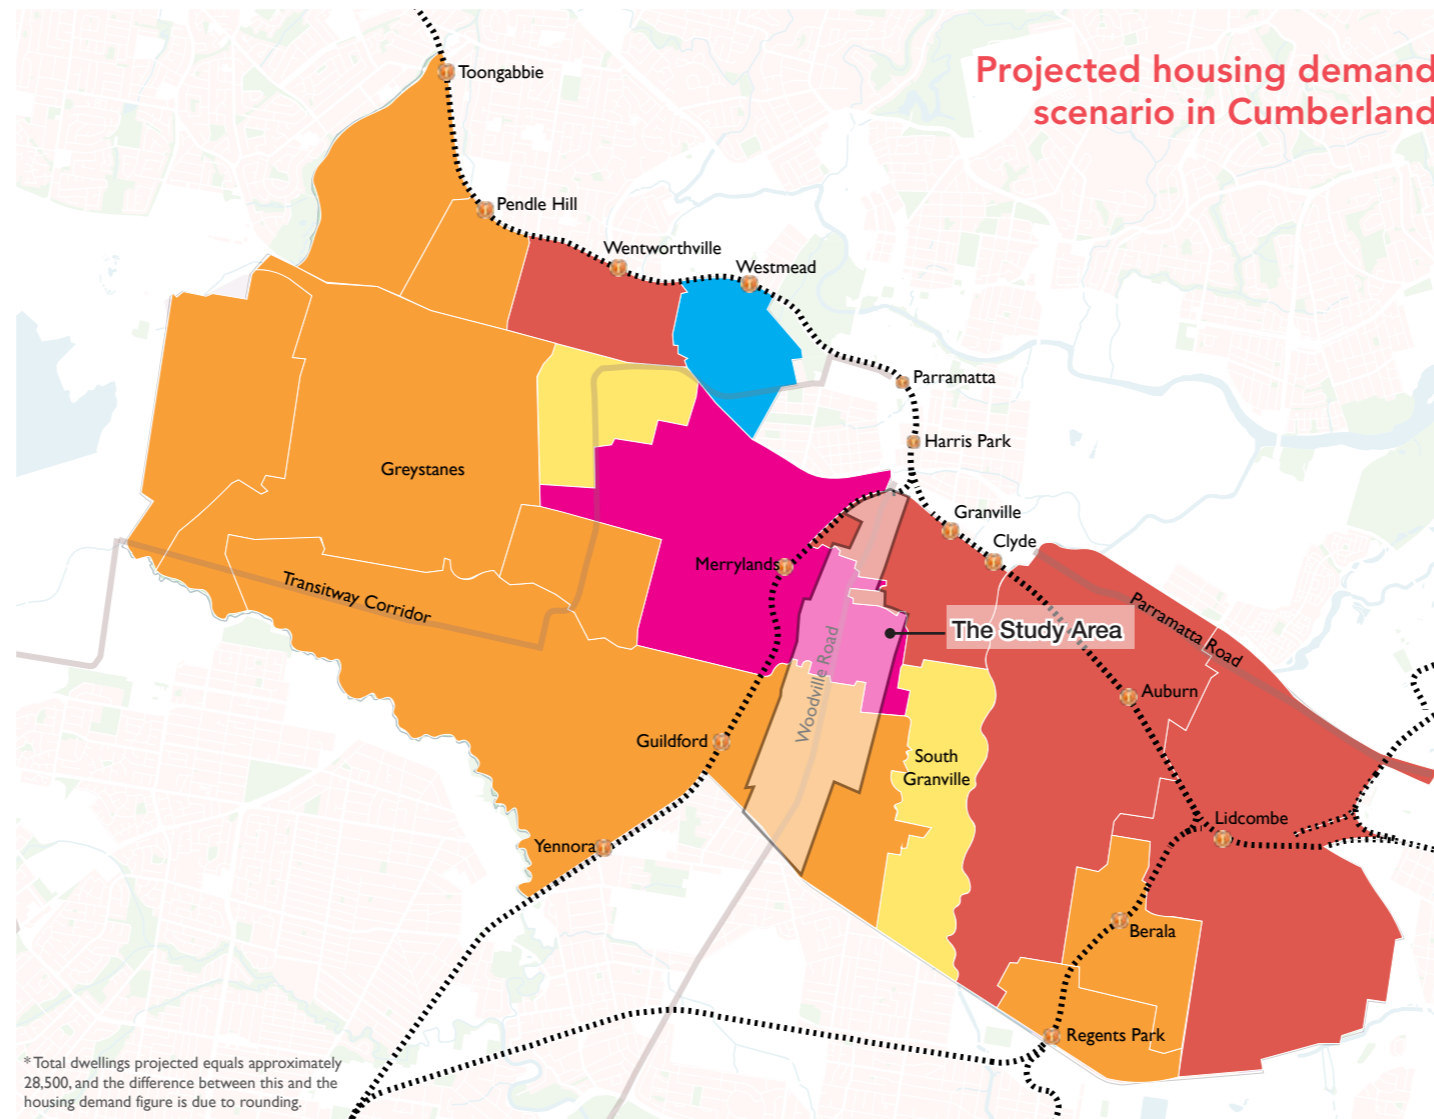 Projected housing demand
scenario in Cumberland
Toongabbie
Pendle Hill
Wentworthville
Westmead
Parramatta
Harris Park
Greystanes
Granville
Clyde
Merrylands
Transitway Corridor
Parramatta Road
The Study Area
Woodville Road
Auburn
Guildford
South
Granville
Lidcombe
Yennora
Berala
Regents Park
* Total dwellings projected equals approximately
28,500, and the difference between this and the
housing demand figure is due to rounding.